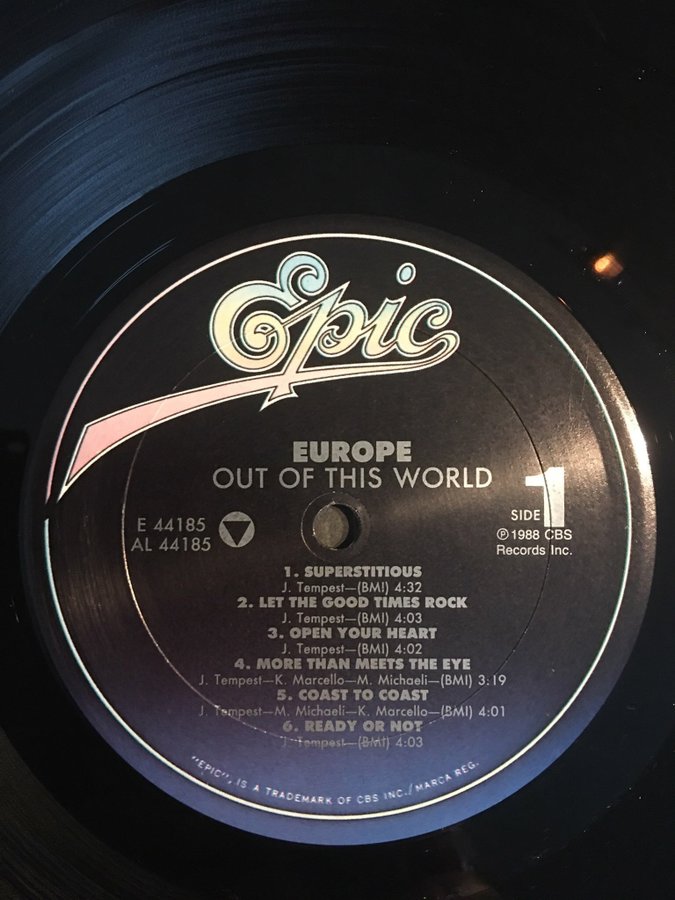 Epic
EUROPE
OUT OF THIS WORLD
E 44185
AL 44185
SIDE 1
℗ 1988 CBS
Records Inc.
1. SUPERSTITIOUS
J. Tempest—(BMI) 4:32
2. LET THE GOOD TIMES ROCK
J. Tempest—(BMI) 4:03
3. OPEN YOUR HEART
J. Tempest—(BMI) 4:02
4. MORE THAN MEETS THE EYE
J. Tempest—K. Marcello—M. Michaeli—(BMI) 3:19
5. COAST TO COAST
J. Tempest—M. Michaeli—K. Marcello—(BMI) 4:01
6. READY OR NOT
J. Tempest—(BMI) 4:03
"EPIC", IS A TRADEMARK OF CBS INC./MARCA REG.